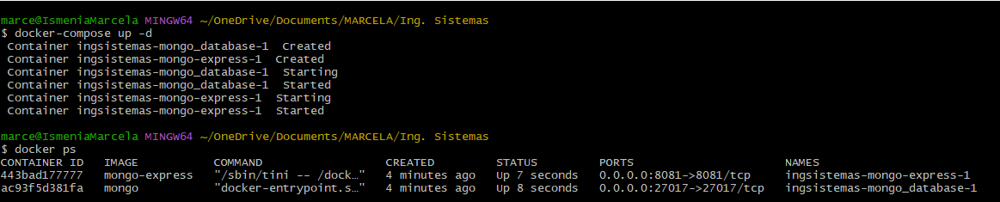 marce@IsmeniaMarcela MINGW64 ~/OneDrive/Documents/MARCELA/Ing. Sistemas
$ docker-compose up -d
Container ingsistemas-mongo_database-1  Created
Container ingsistemas-mongo-express-1  Created
Container ingsistemas-mongo_database-1  Starting
Container ingsistemas-mongo_database-1  Started
Container ingsistemas-mongo-express-1  Starting
Container ingsistemas-mongo-express-1  Started
marce@IsmeniaMarcela MINGW64 ~/OneDrive/Documents/MARCELA/Ing. Sistemas
$ docker ps
CONTAINER ID   IMAGE           COMMAND                  CREATED         STATUS         PORTS                      NAMES
443bad177777   mongo-express   "/sbin/tini -- /dock…"   4 minutes ago   Up 7 seconds   0.0.0.0:8081->8081/tcp     ingsistemas-mongo-express-1
ac93f5d381fa   mongo           "docker-entrypoint.s…"   4 minutes ago   Up 8 seconds   0.0.0.0:27017->27017/tcp   ingsistemas-mongo_database-1